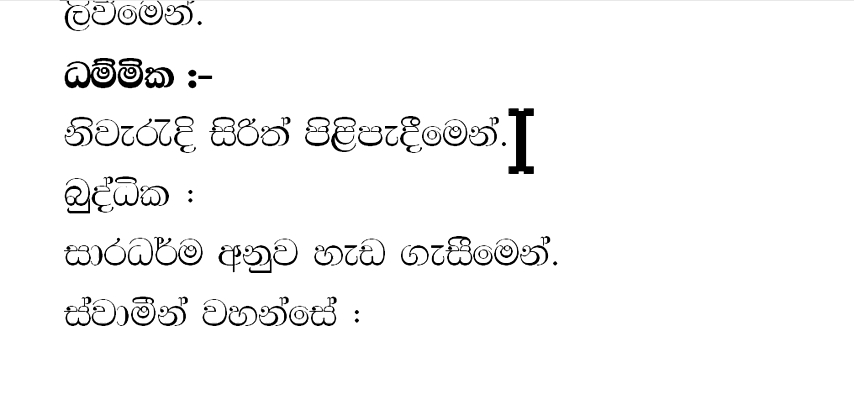 ලිවීමෙන්.
ධම්මික :-
නිවැරැදි සිරිත් පිළිපැදීමෙන්.
බුද්ධික :
සාරධර්ම අනුව හැඩ ගැසීමෙන්.
ස්වාමීන් වහන්සේ :